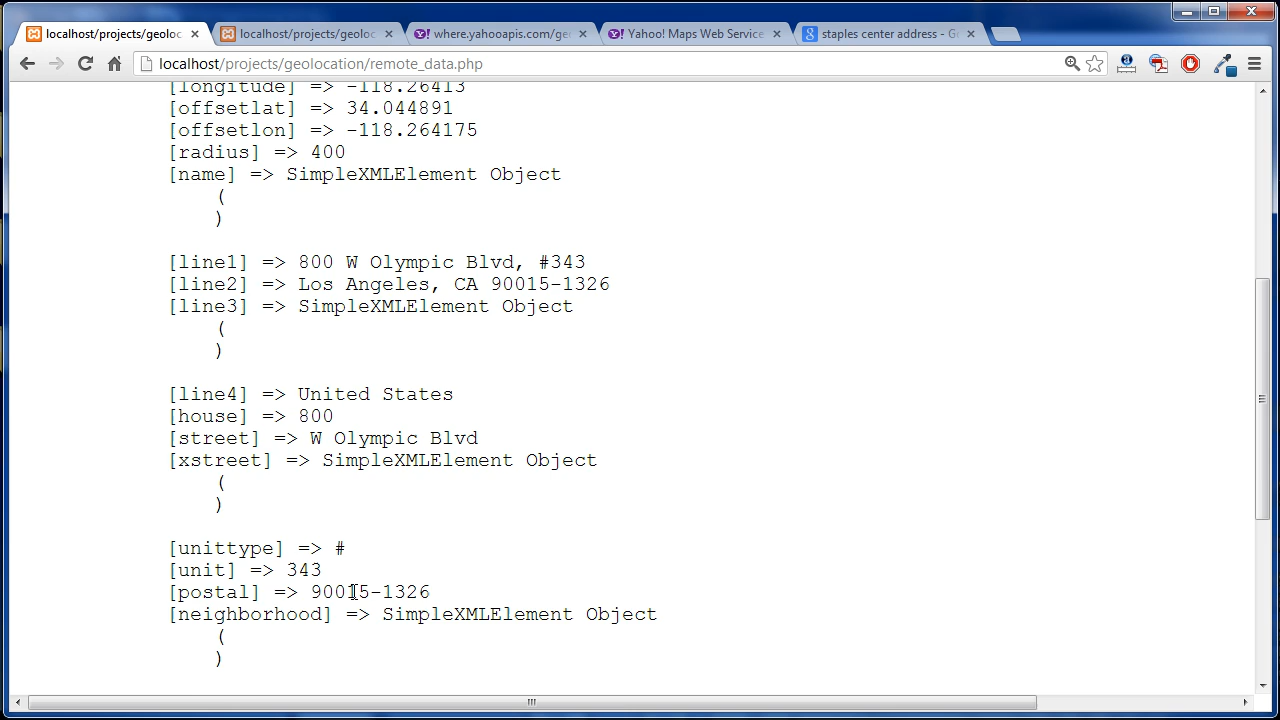 localhost/projects/geoloc
localhost/projects/geoloc
where.yahooapis.com/ge
Yahoo! Maps Web Service
staples center address - G
localhost/projects/geolocation/remote_data.php
[longitude] => -118.26413
[offsetlat] => 34.044891
[offsetlon] => -118.264175
[radius] => 400
[name] => SimpleXMLElement Object
(
)
[line1] => 800 W Olympic Blvd, #343
[line2] => Los Angeles, CA 90015-1326
[line3] => SimpleXMLElement Object
(
)
[line4] => United States
[house] => 800
[street] => W Olympic Blvd
[xstreet] => SimpleXMLElement Object
(
)
[unittype] => #
[unit] => 343
[postal] => 90015-1326
[neighborhood] => SimpleXMLElement Object
(
)